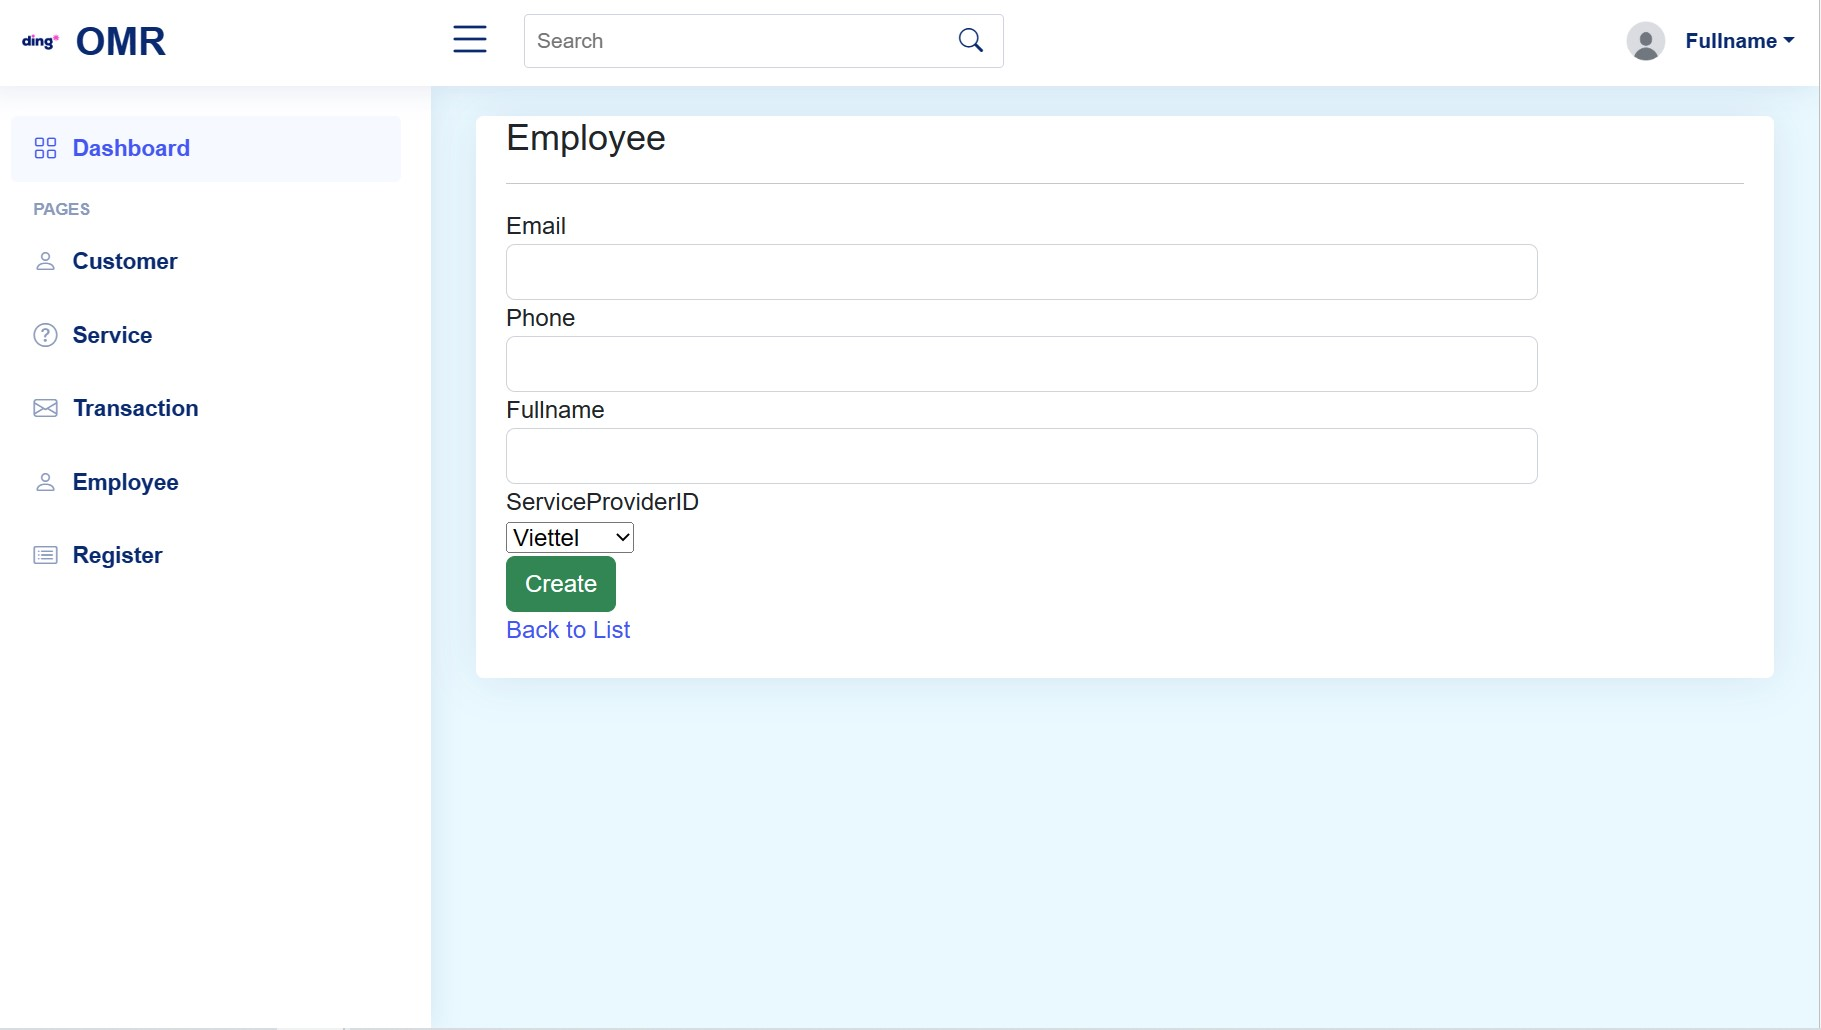 ding OMR
Search
Fullname
Dashboard
PAGES
Customer
Service
Transaction
Employee
Register
Employee
Email
Phone
Fullname
ServiceProviderID
Viettel
Create
Back to List